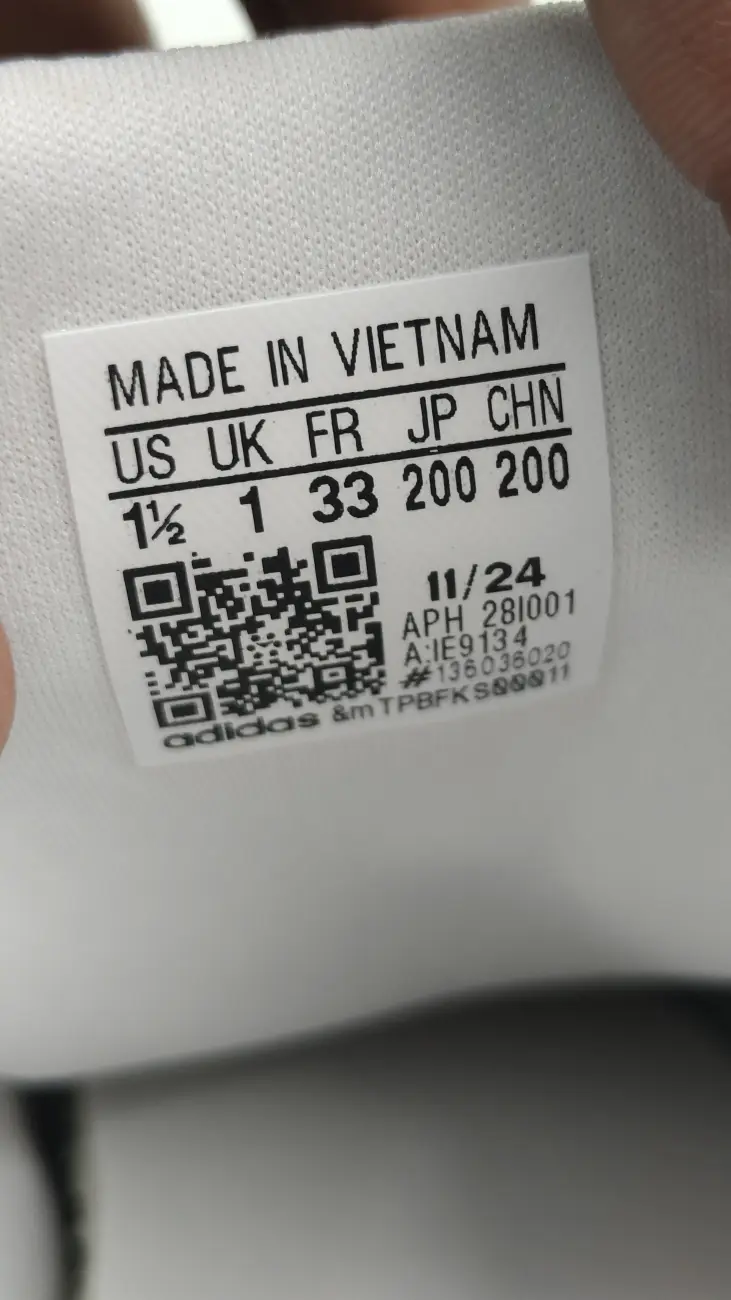 MADE IN VIETNAM
US UK FR JP CHN
1½ 1 33 200 200
11/24
APH 28I001
A:IE9134
#136036020
adidas &m TPBFKS00011